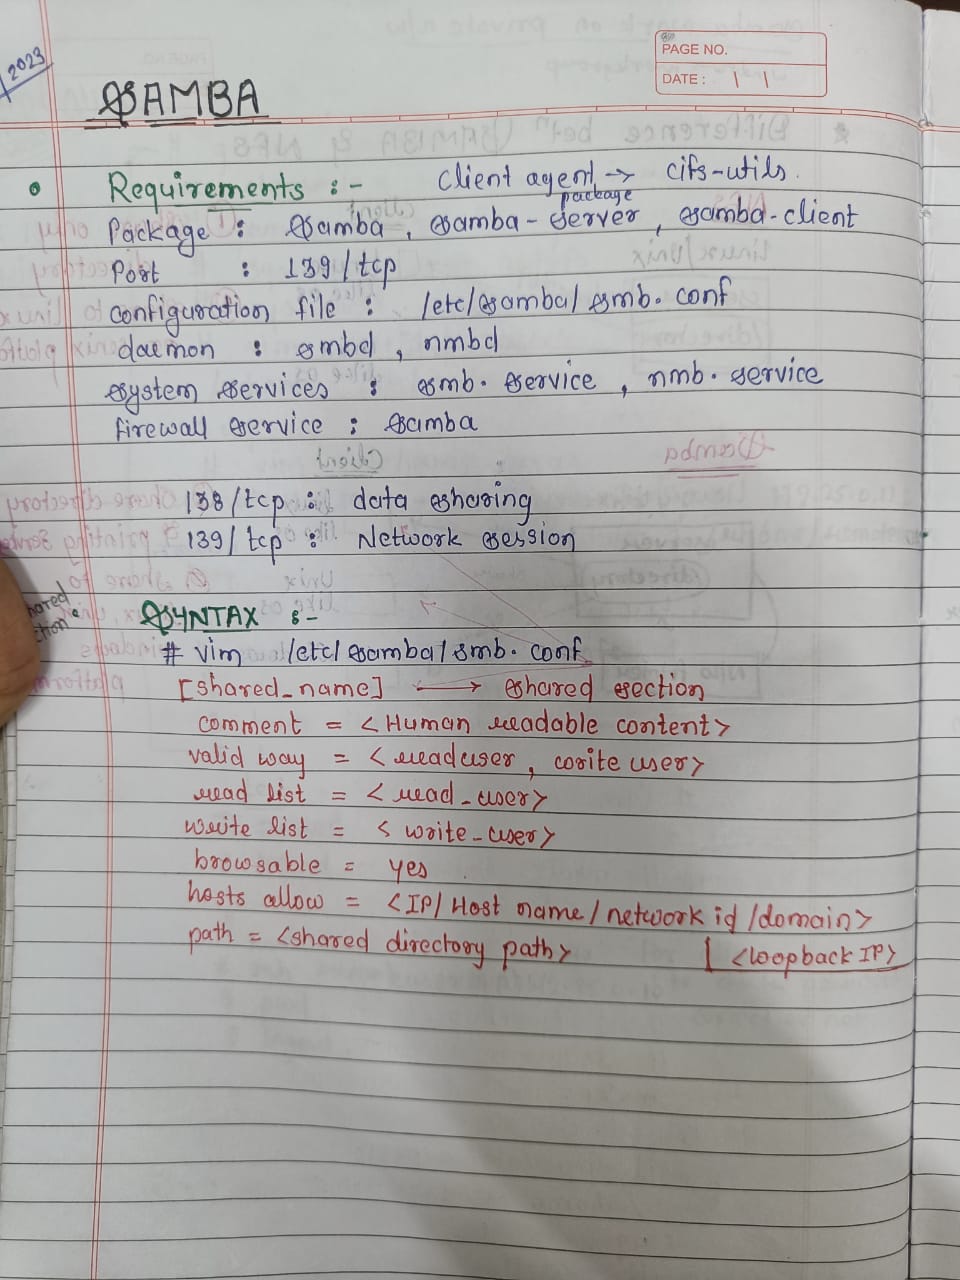 2023
PAGE NO.
DATE : / /
SAMBA
• Requirements :- Client agent → cifs-utils.
package
Package : Samba, samba-server, samba-client
Port : 139/tcp
configuration file : /etc/samba/smb.conf
daemon : smbd, nmbd
system services : smb.service, nmb.service
firewall service : samba
138/tcp : data sharing
139/tcp : Network session
SYNTAX :-
# vim /etc/samba/smb.conf
[shared_name] ⟷ shared section
comment = <Human readable content>
valid way = <readuser, write user>
read list = <read_user>
write list = <write_user>
browsable = yes.
hosts allow = <IP/Host name/network id/domain>
path = <shared directory path> | <loopback IP>